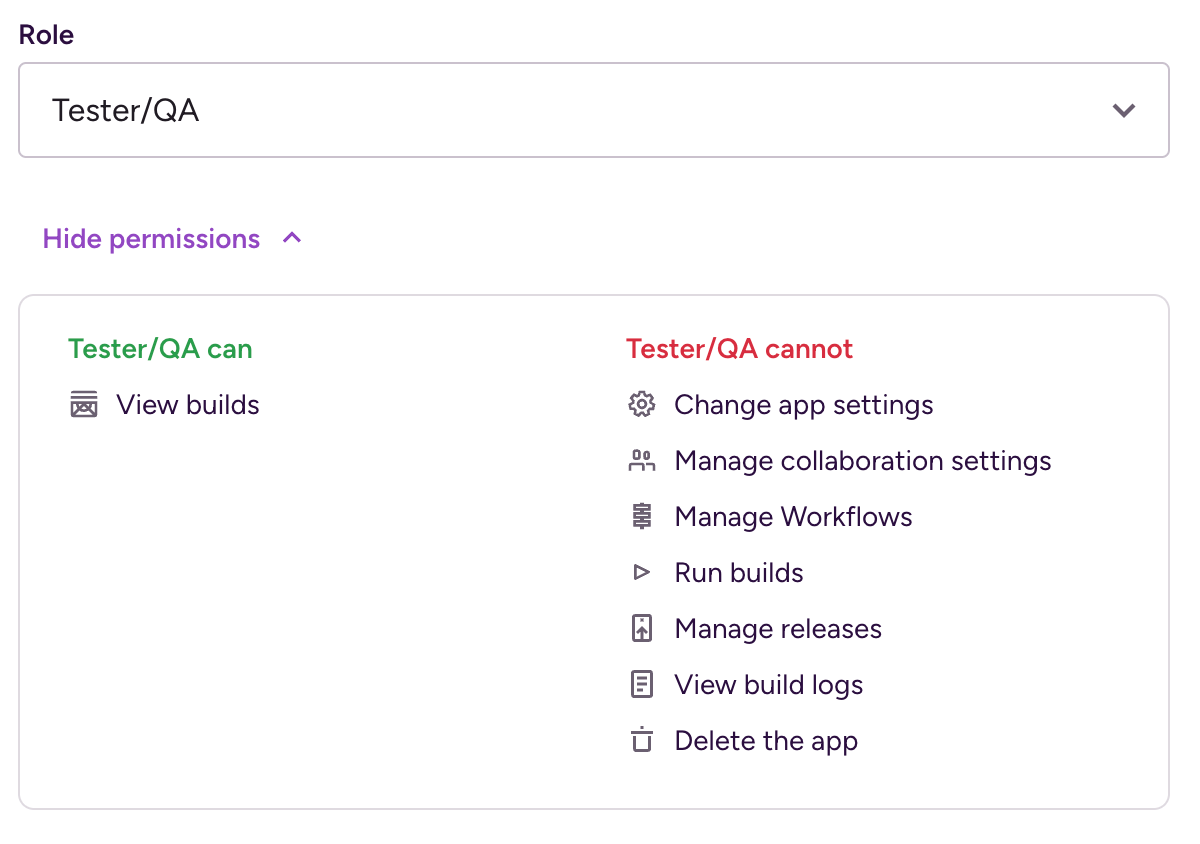 Role
Tester/QA
Hide permissions
Tester/QA can
View builds
Tester/QA cannot
Change app settings
Manage collaboration settings
Manage Workflows
Run builds
Manage releases
View build logs
Delete the app